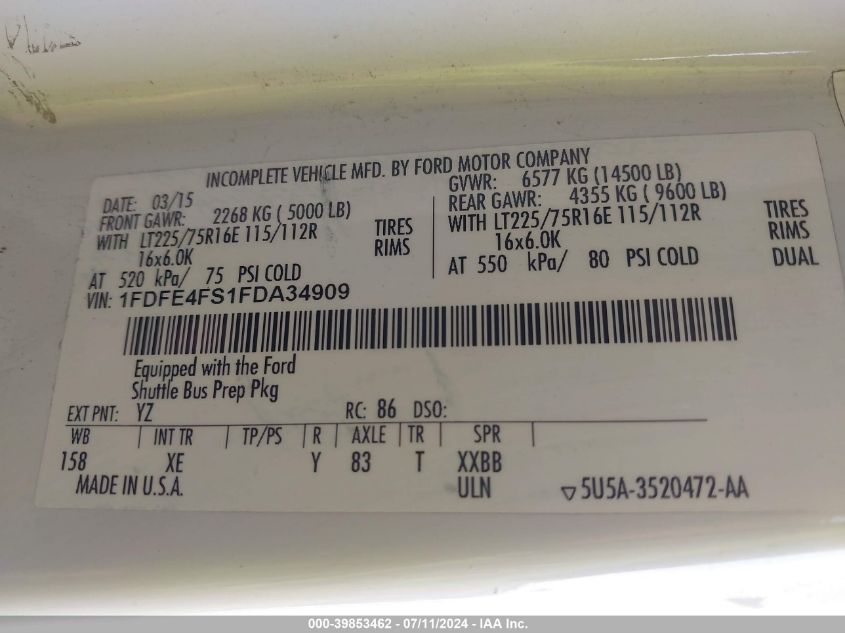 INCOMPLETE VEHICLE MFD. BY FORD MOTOR COMPANY
DATE: 03/15
FRONT GAWR: 2268 KG ( 5000 LB)
WITH LT225/75R16E 115/112R TIRES
16x6.0K RIMS
AT 520 kPa/ 75 PSI COLD
GVWR: 6577 KG (14500 LB)
REAR GAWR: 4355 KG ( 9600 LB)
WITH LT225/75R16E 115/112R TIRES
16x6.0K RIMS
AT 550 kPa/ 80 PSI COLD DUAL
VIN: 1FDFE4FS1FDA34909
Equipped with the Ford
Shuttle Bus Prep Pkg
EXT PNT: YZ RC: 86 DSO:
WB INT TR TP/PS R AXLE TR SPR
158 XE Y 83 T XXBB
MADE IN U.S.A. ULN 5U5A-3520472-AA
000-39853462 - 07/11/2024 - IAA Inc.